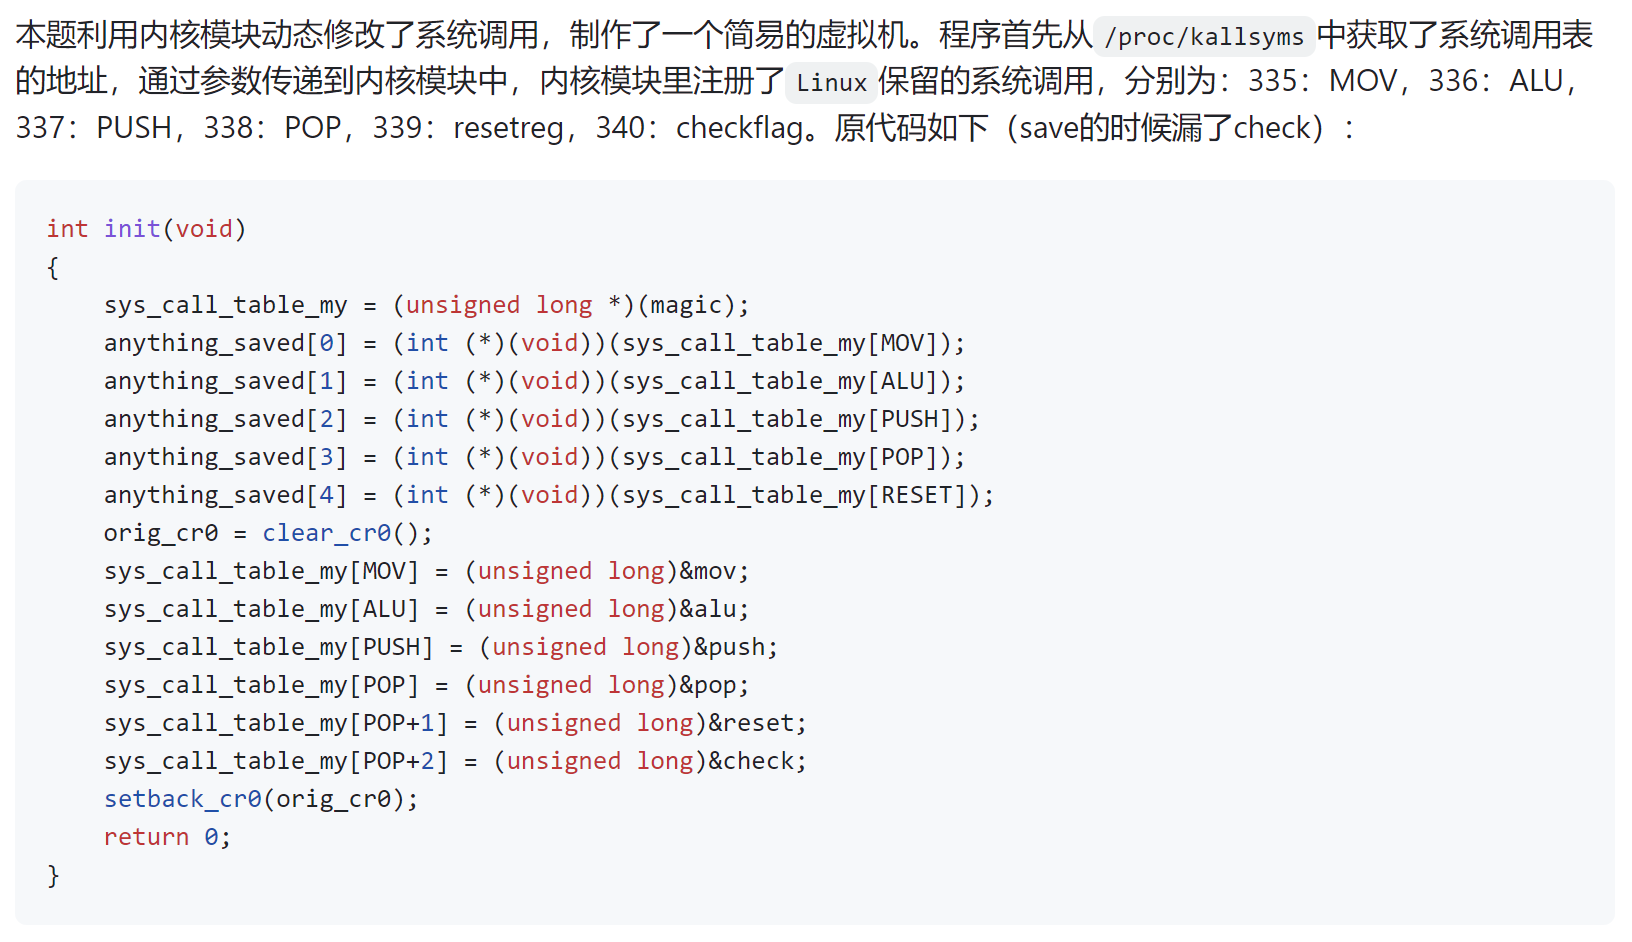 本题利用内核模块动态修改了系统调用，制作了一个简易的虚拟机。程序首先从 /proc/kallsyms 中获取了系统调用表
的地址，通过参数传递到内核模块中，内核模块里注册了 Linux 保留的系统调用，分别为：335：MOV，336：ALU，
337：PUSH，338：POP，339：resetreg，340：checkflag。原代码如下（save的时候漏了check）：
int init(void)
{
    sys_call_table_my = (unsigned long *)(magic);
    anything_saved[0] = (int (*)(void))(sys_call_table_my[MOV]);
    anything_saved[1] = (int (*)(void))(sys_call_table_my[ALU]);
    anything_saved[2] = (int (*)(void))(sys_call_table_my[PUSH]);
    anything_saved[3] = (int (*)(void))(sys_call_table_my[POP]);
    anything_saved[4] = (int (*)(void))(sys_call_table_my[RESET]);
    orig_cr0 = clear_cr0();
    sys_call_table_my[MOV] = (unsigned long)&mov;
    sys_call_table_my[ALU] = (unsigned long)&alu;
    sys_call_table_my[PUSH] = (unsigned long)&push;
    sys_call_table_my[POP] = (unsigned long)&pop;
    sys_call_table_my[POP+1] = (unsigned long)&reset;
    sys_call_table_my[POP+2] = (unsigned long)&check;
    setback_cr0(orig_cr0);
    return 0;
}